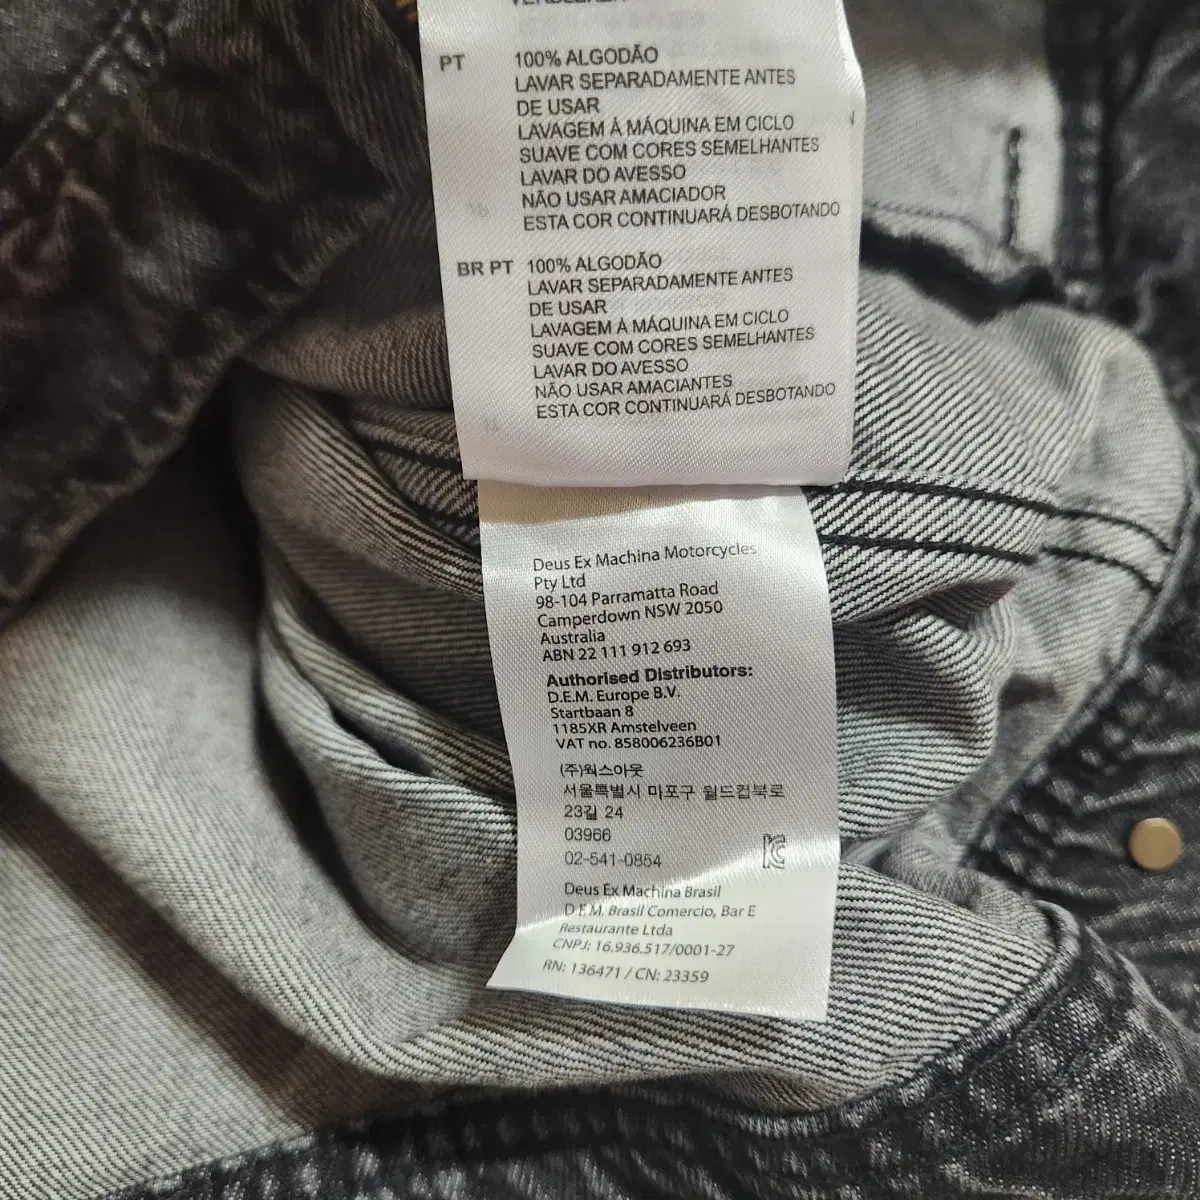 PT 100% ALGODÃO
LAVAR SEPARADAMENTE ANTES
DE USAR
LAVAGEM À MÁQUINA EM CICLO
SUAVE COM CORES SEMELHANTES
LAVAR DO AVESSO
NÃO USAR AMACIADOR
ESTA COR CONTINUARÁ DESBOTANDO
BR PT 100% ALGODÃO
LAVAR SEPARADAMENTE ANTES
DE USAR
LAVAGEM À MÁQUINA EM CICLO
SUAVE COM CORES SEMELHANTES
LAVAR DO AVESSO
NÃO USAR AMACIANTES
ESTA COR CONTINUARÁ DESBOTANDO
Deus Ex Machina Motorcycles
Pty Ltd
98-104 Parramatta Road
Camperdown NSW 2050
Australia
ABN 22 111 912 693
Authorised Distributors:
D.E.M. Europe B.V.
Startbaan 8
1185XR Amstelveen
VAT no. 858006236B01
(주)웍스아웃
서울특별시 마포구 월드컵북로
23길 24
03966
02-541-0854
Deus Ex Machina Brasil
D.E.M. Brasil Comercio, Bar E
Restaurante Ltda
CNPJ: 16.936.517/0001-27
RN: 136471 / CN: 23359